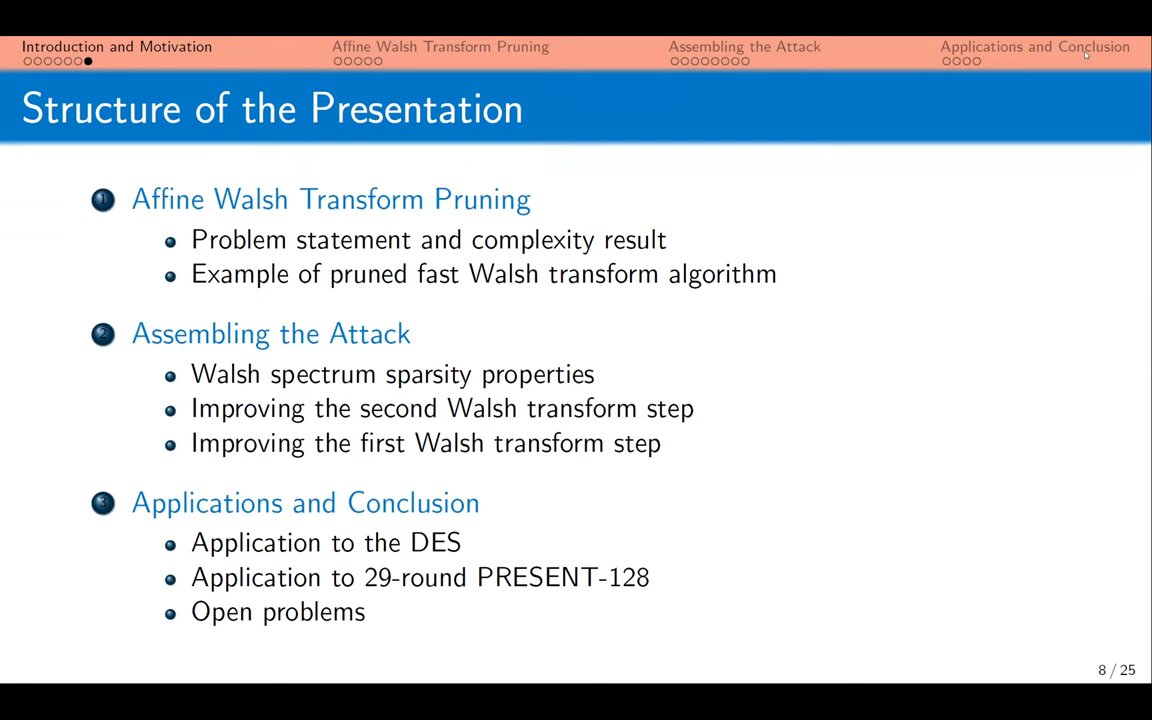 Introduction and Motivation
Affine Walsh Transform Pruning
Assembling the Attack
Applications and Conclusion
Structure of the Presentation
1 Affine Walsh Transform Pruning
Problem statement and complexity result
Example of pruned fast Walsh transform algorithm
2 Assembling the Attack
Walsh spectrum sparsity properties
Improving the second Walsh transform step
Improving the first Walsh transform step
3 Applications and Conclusion
Application to the DES
Application to 29-round PRESENT-128
Open problems
8 / 25